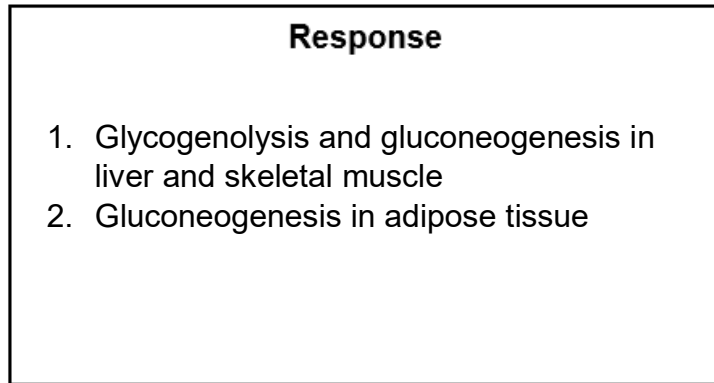 Response
1. Glycogenolysis and gluconeogenesis in
liver and skeletal muscle
2. Gluconeogenesis in adipose tissue